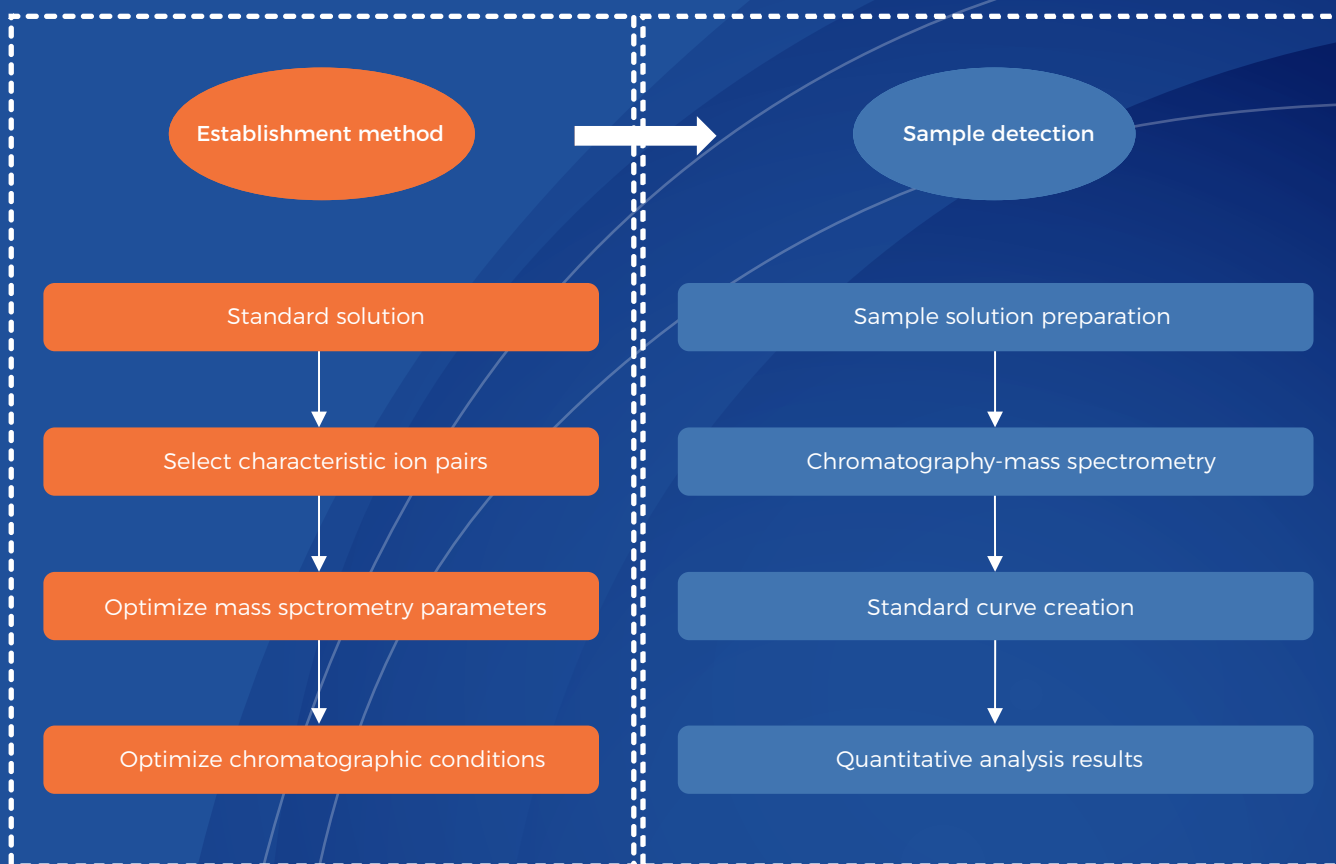 Establishment method
Standard solution
Select characteristic ion pairs
Optimize mass spctrometry parameters
Optimize chromatographic conditions
Sample detection
Sample solution preparation
Chromatography-mass spectrometry
Standard curve creation
Quantitative analysis results